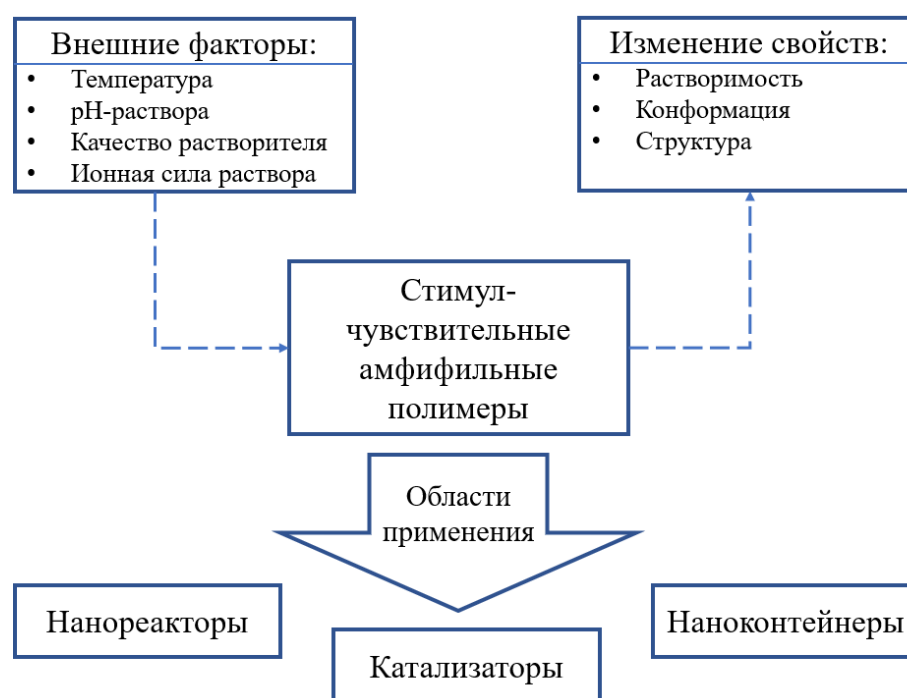 Внешние факторы:
• Температура
• pH-раствора
• Качество растворителя
• Ионная сила раствора
Изменение свойств:
• Растворимость
• Конформация
• Структура
Стимул-
чувствительные
амфифильные
полимеры
Области
применения
Нанореакторы
Катализаторы
Наноконтейнеры